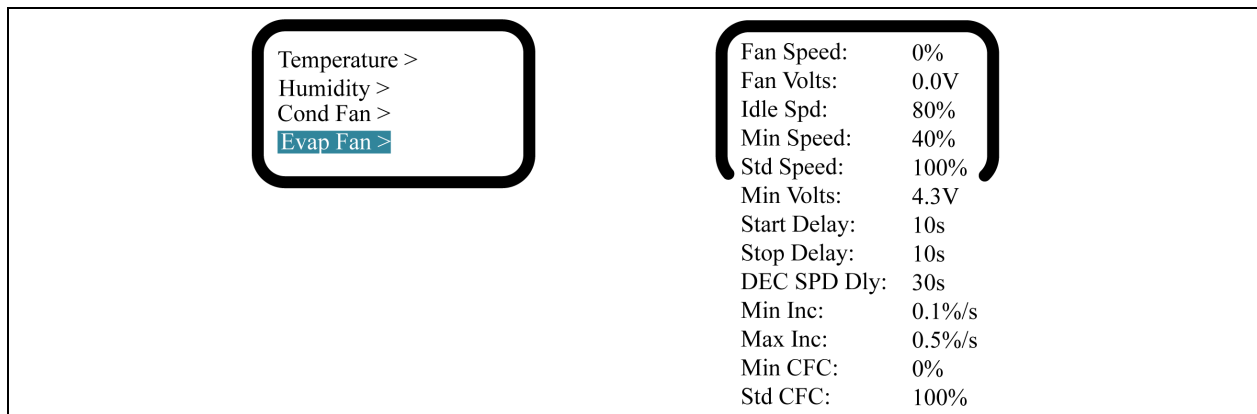 Temperature >
Humidity >
Cond Fan >
Evap Fan >
Fan Speed: 0%
Fan Volts: 0.0V
Idle Spd: 80%
Min Speed: 40%
Std Speed: 100%
Min Volts: 4.3V
Start Delay: 10s
Stop Delay: 10s
DEC SPD Dly: 30s
Min Inc: 0.1%/s
Max Inc: 0.5%/s
Min CFC: 0%
Std CFC: 100%